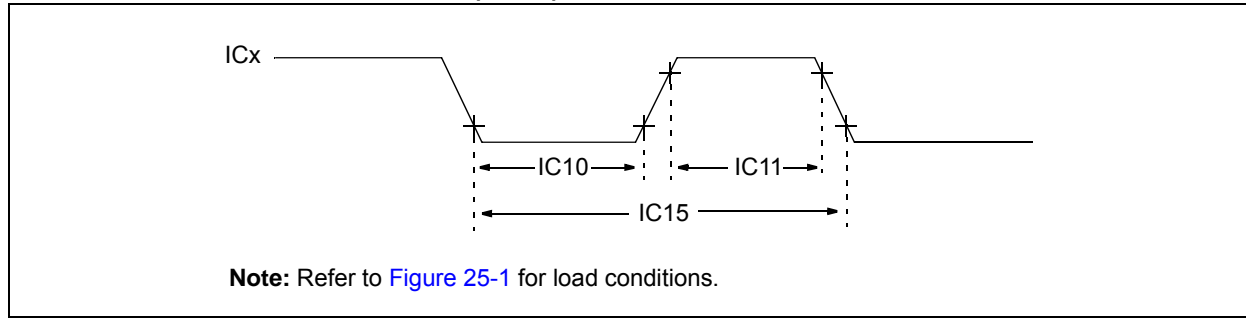 ICx
IC10
IC11
IC15
Note: Refer to Figure 25-1 for load conditions.